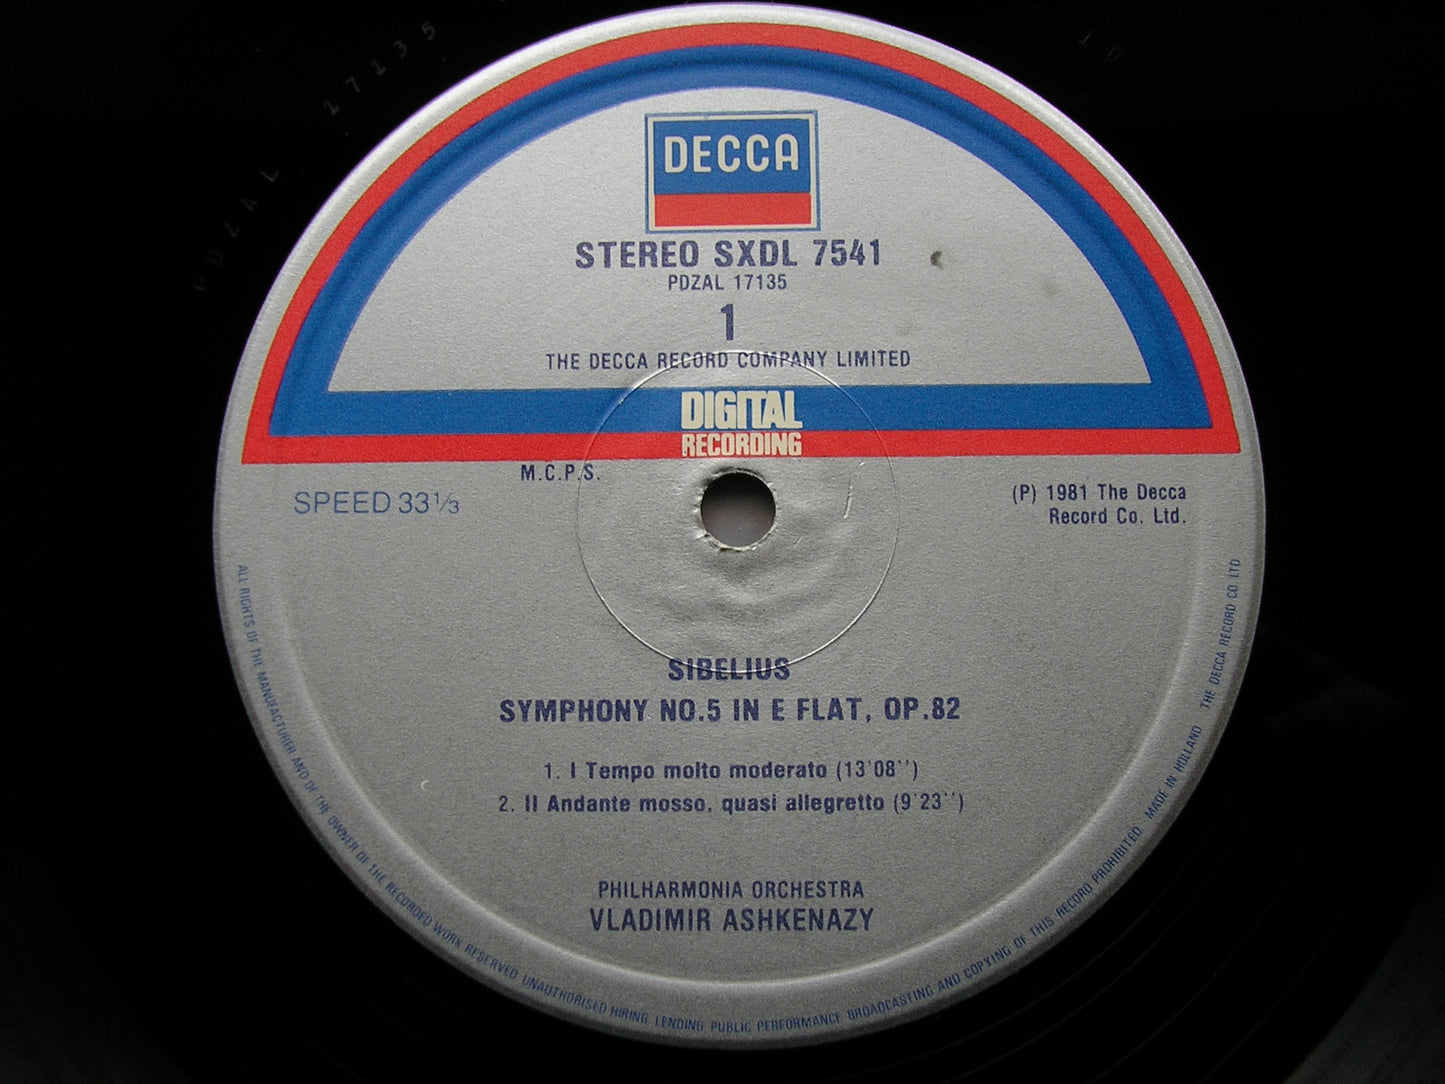 PDZAL 17135
DECCA
STEREO SXDL 7541
PDZAL 17135
1
THE DECCA RECORD COMPANY LIMITED
DIGITAL
RECORDING
M.C.P.S.
SPEED 33⅓
(P) 1981 The Decca
Record Co. Ltd.
SIBELIUS
SYMPHONY NO.5 IN E FLAT, OP.82
1. I Tempo molto moderato (13'08'')
2. II Andante mosso, quasi allegretto (9'23'')
PHILHARMONIA ORCHESTRA
VLADIMIR ASHKENAZY
ALL RIGHTS OF THE MANUFACTURER AND OF THE OWNER OF THE RECORDED WORK RESERVED UNAUTHORISED HIRING, LENDING, PUBLIC PERFORMANCE BROADCASTING AND COPYING OF THIS RECORD PROHIBITED MADE IN HOLLAND THE DECCA RECORD CO LTD